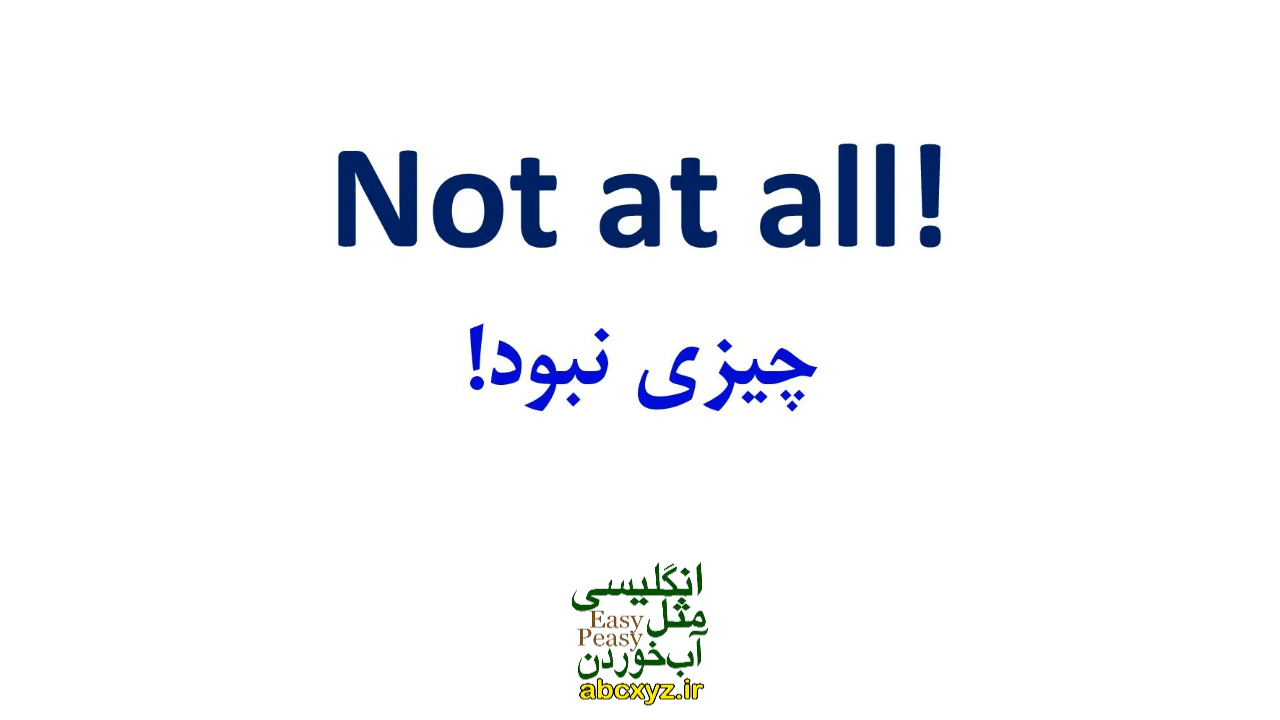 Not at all!
چیزی نبود!
انگلیسی
مثل
Easy
Peasy
آب‌خوردن
abcxyz.ir